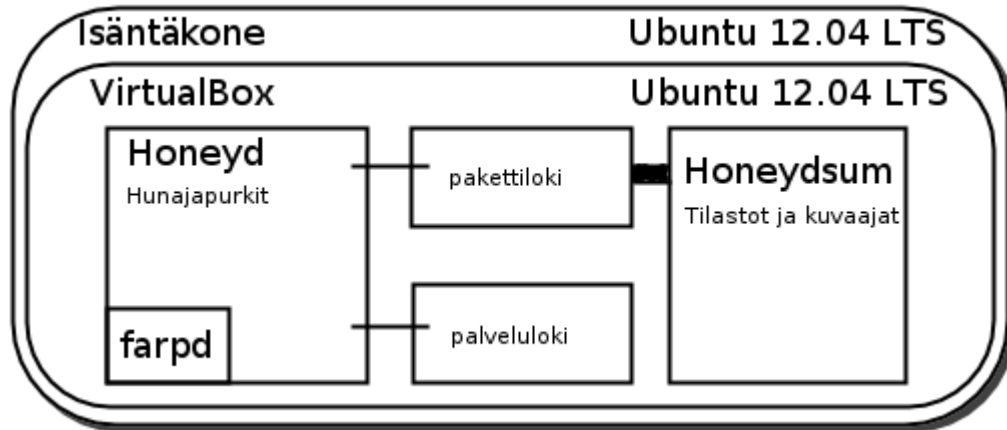 Isäntäkone Ubuntu 12.04 LTS
VirtualBox Ubuntu 12.04 LTS
Honeyd
Hunajapurkit
farpd
pakettiloki
palveluloki
Honeydsum
Tilastot ja kuvaajat